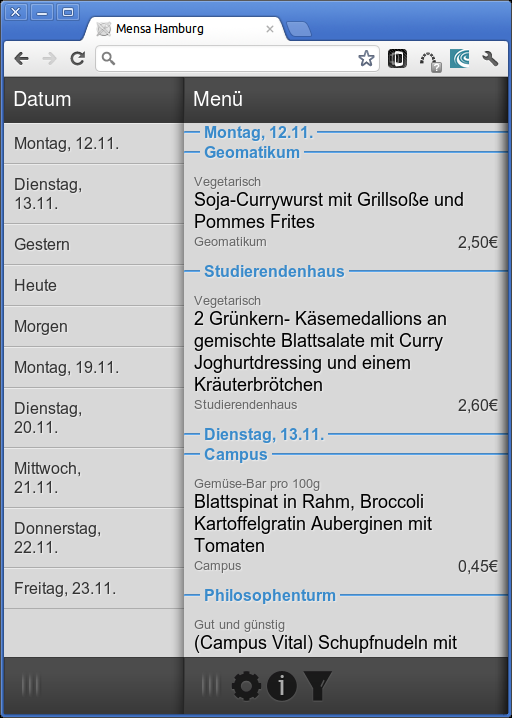 Mensa Hamburg
Datum
Montag, 12.11.
Dienstag,
13.11.
Gestern
Heute
Morgen
Montag, 19.11.
Dienstag,
20.11.
Mittwoch,
21.11.
Donnerstag,
22.11.
Freitag, 23.11.
Menü
Montag, 12.11.
Geomatikum
Vegetarisch
Soja-Currywurst mit Grillsoße und
Pommes Frites
Geomatikum 2,50€
Studierendenhaus
Vegetarisch
2 Grünkern- Käsemedallions an
gemischte Blattsalate mit Curry
Joghurtdressing und einem
Kräuterbrötchen
Studierendenhaus 2,60€
Dienstag, 13.11.
Campus
Gemüse-Bar pro 100g
Blattspinat in Rahm, Broccoli
Kartoffelgratin Auberginen mit
Tomaten
Campus 0,45€
Philosophenturm
Gut und günstig
(Campus Vital) Schupfnudeln mit